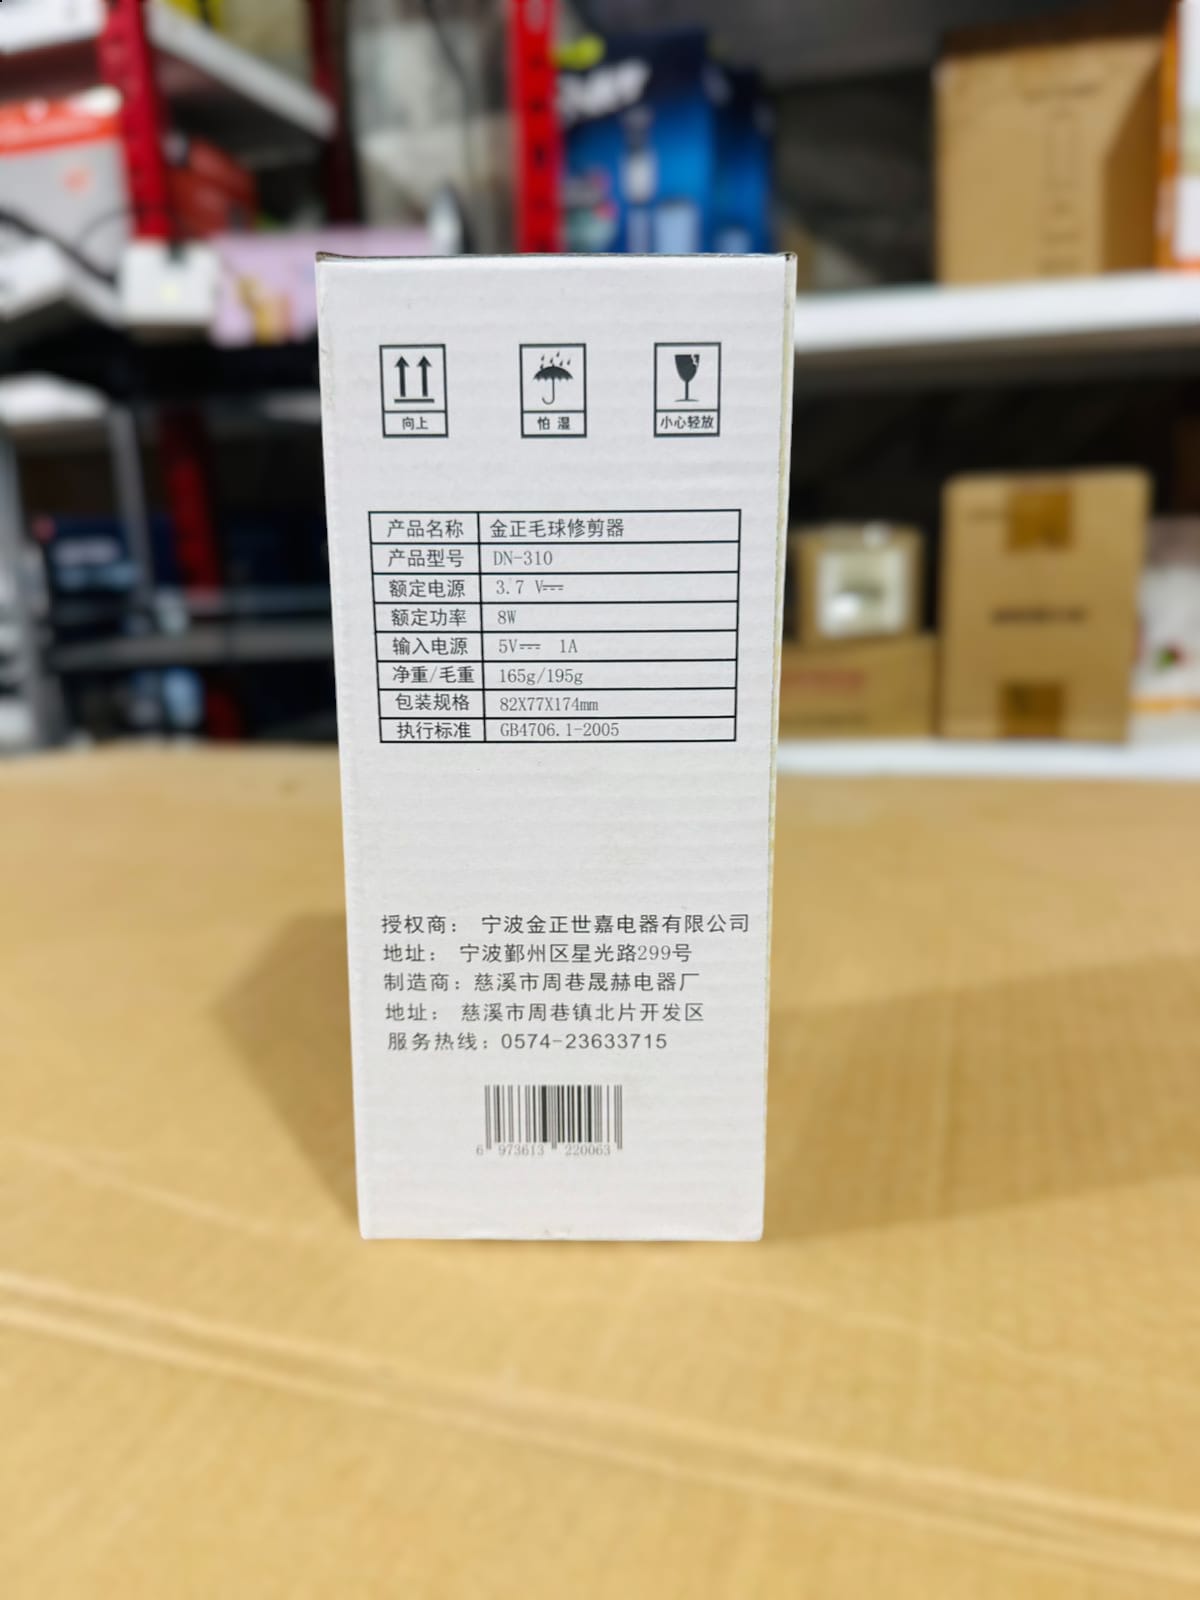 向上
怕 湿
小心轻放
产品名称 金正毛球修剪器
产品型号 DN-310
额定电源 3.7 V⎓
额定功率 8W
输入电源 5V⎓ 1A
净重/毛重 165g/195g
包装规格 82X77X174mm
执行标准 GB4706.1-2005
授权商： 宁波金正世嘉电器有限公司
地址： 宁波鄞州区星光路299号
制造商：慈溪市周巷晟赫电器厂
地址： 慈溪市周巷镇北片开发区
服务热线：0574-23633715
6 973613 220063